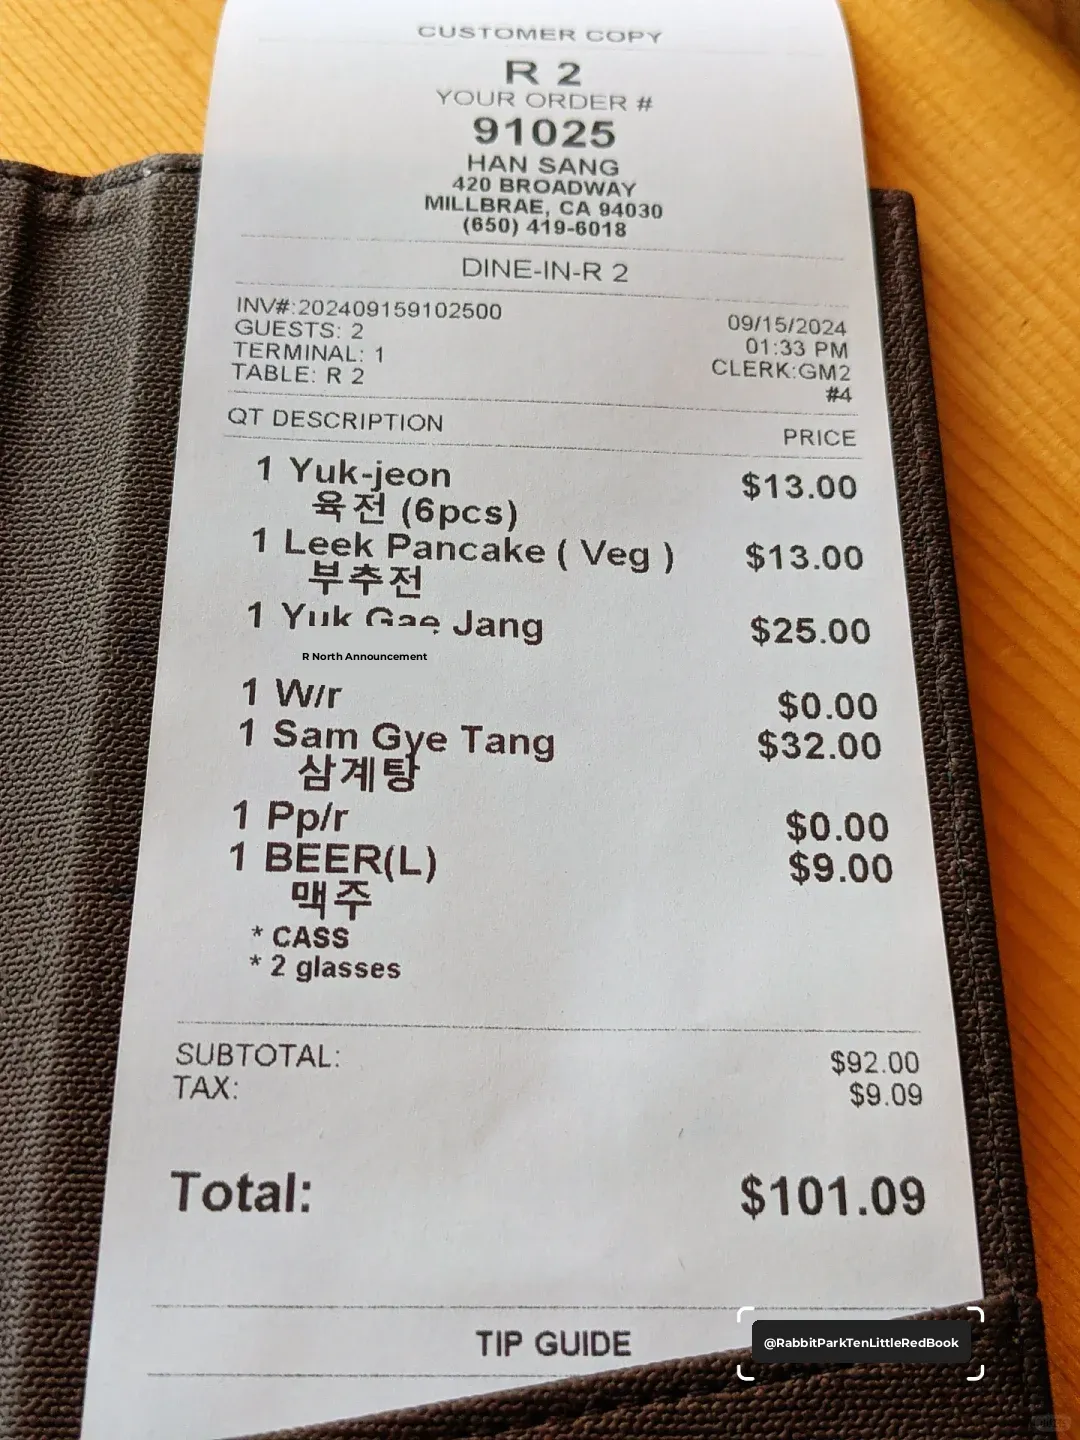 CUSTOMER COPY
R 2
YOUR ORDER #
91025
HAN SANG
420 BROADWAY
MILLBRAE, CA 94030
(650) 419-6018
DINE-IN-R 2
INV#:202409159102500
GUESTS: 2
TERMINAL: 1
TABLE: R 2
09/15/2024
01:33 PM
CLERK:GM2
#4
QT DESCRIPTION PRICE
1 Yuk-jeon $13.00
육전 (6pcs)
1 Leek Pancake ( Veg ) $13.00
부추전
1 Yuk Gae Jang $25.00
R North Announcement
1 W/r $0.00
1 Sam Gye Tang $32.00
삼계탕
1 Pp/r $0.00
1 BEER(L) $9.00
맥주
* CASS
* 2 glasses
SUBTOTAL: $92.00
TAX: $9.09
Total: $101.09
TIP GUIDE
@RabbitParkTenLittleRedBook